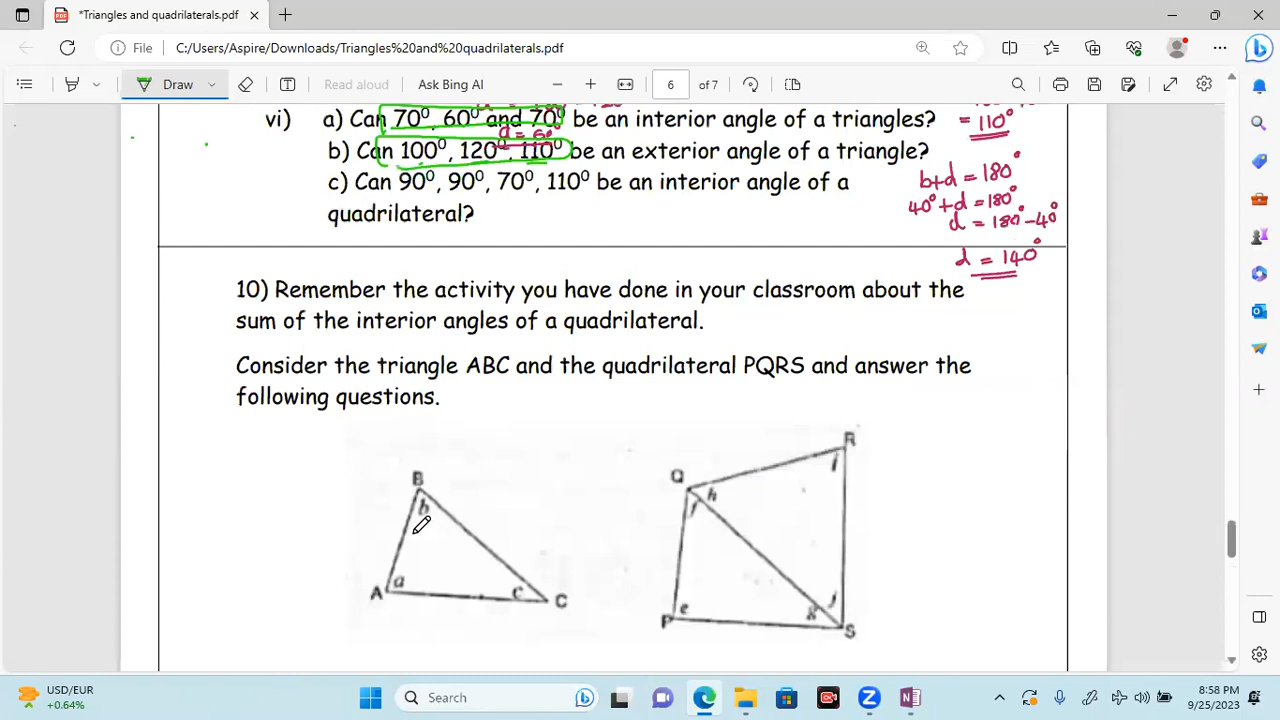 *Triangles and quadrilaterals.pdf
File C:/Users/Aspire/Downloads/Triangles%20and%20quadrilaterals.pdf
Draw Read aloud Ask Bing AI 6 of 7
vi) a) Can 70⁰, 60⁰ and 70⁰ be an interior angle of a triangles?
= 110°
b) Can 100⁰, 120⁰, 110⁰ be an exterior angle of a triangle?
b+d = 180°
c) Can 90⁰, 90⁰, 70⁰, 110⁰ be an interior angle of a
40°+d = 180°
quadrilateral?
d = 180°-40°
d = 140°
10) Remember the activity you have done in your classroom about the
sum of the interior angles of a quadrilateral.
Consider the triangle ABC and the quadrilateral PQRS and answer the
following questions.
B
b
A a c C
R
Q h
f
P e g j S
USD/EUR
+0.64%
Search
8:58 PM
9/25/2023